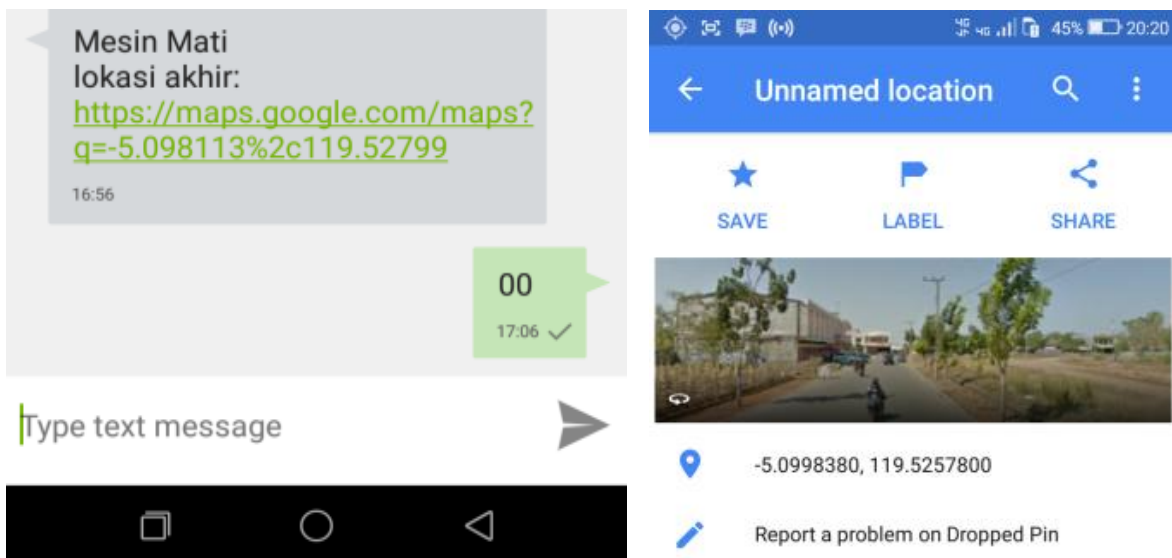 Mesin Mati
lokasi akhir:
https://maps.google.com/maps?
q=-5.098113%2c119.52799
16:56
00
17:06
Type text message
4G 45% 20:20
Unnamed location
SAVE
LABEL
SHARE
-5.0998380, 119.5257800
Report a problem on Dropped Pin